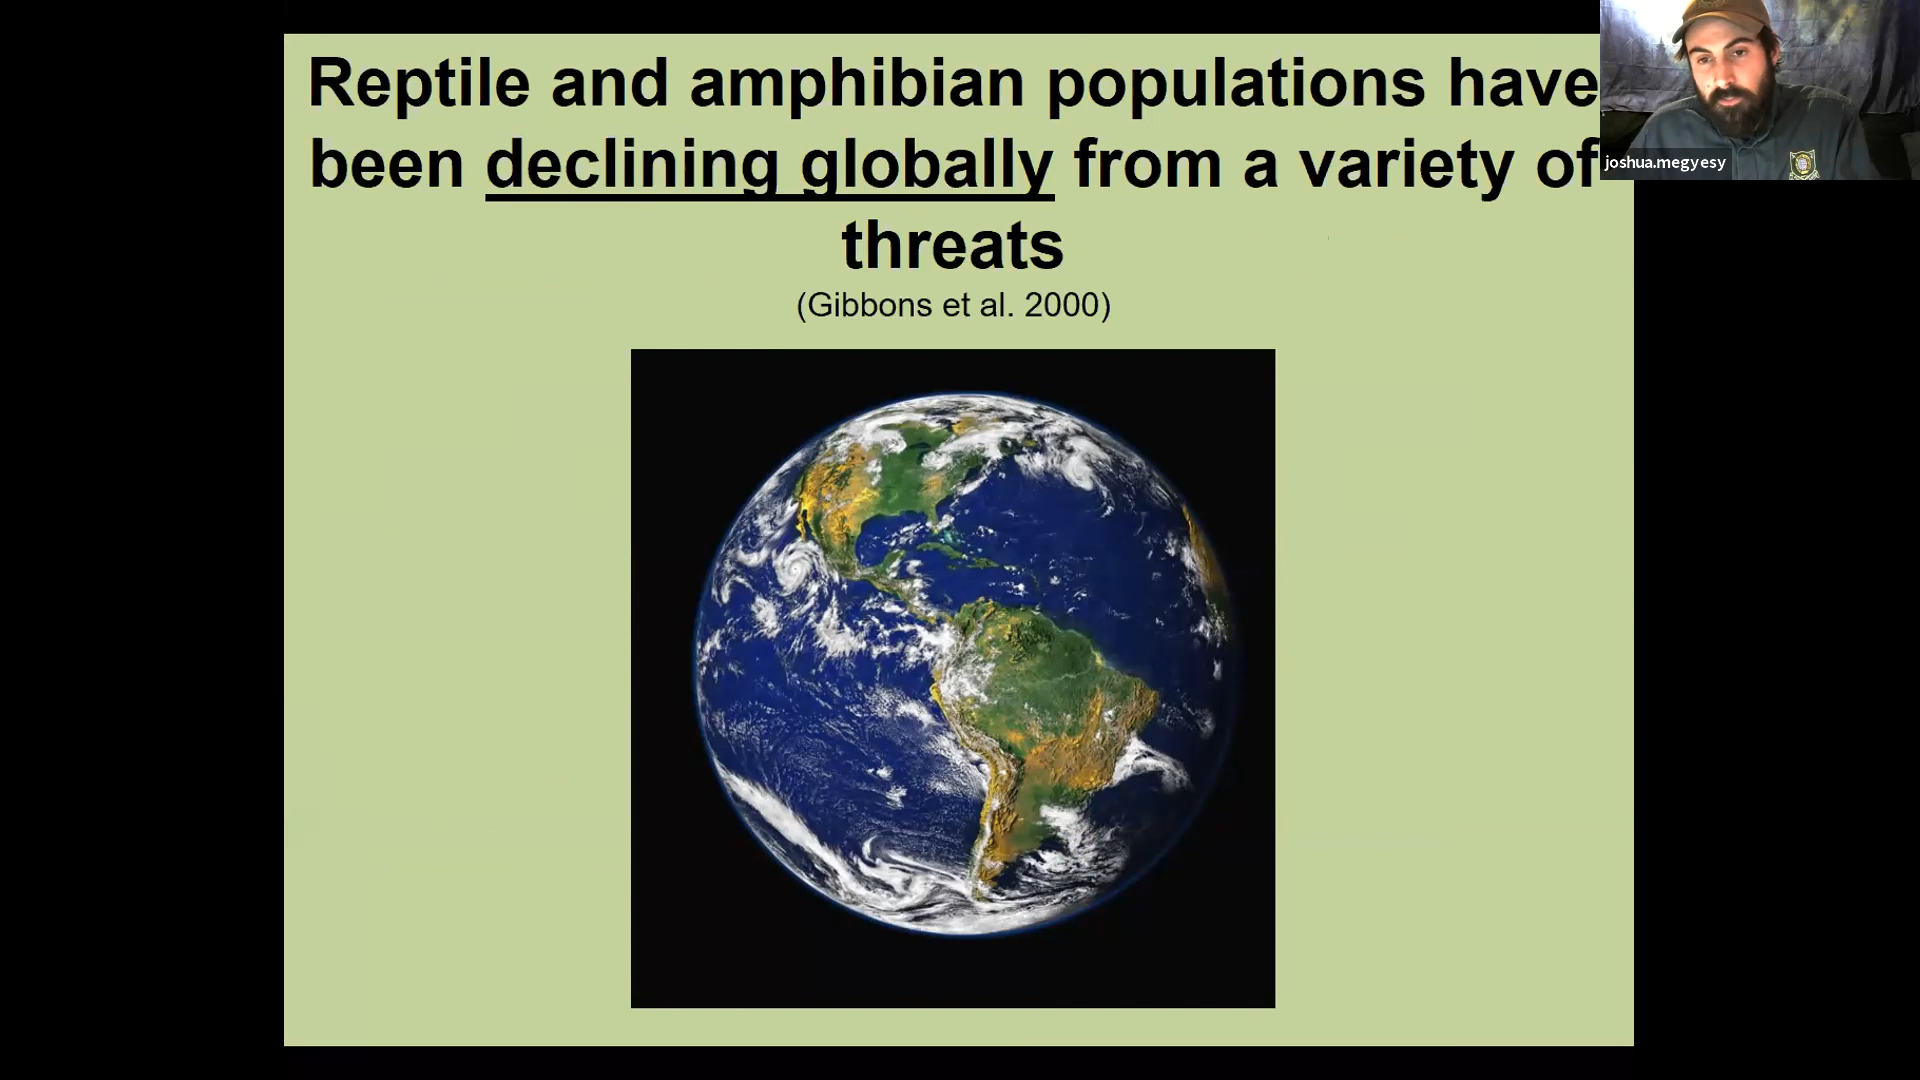 Reptile and amphibian populations have
been declining globally from a variety of
threats
(Gibbons et al. 2000)
joshua.megyesy